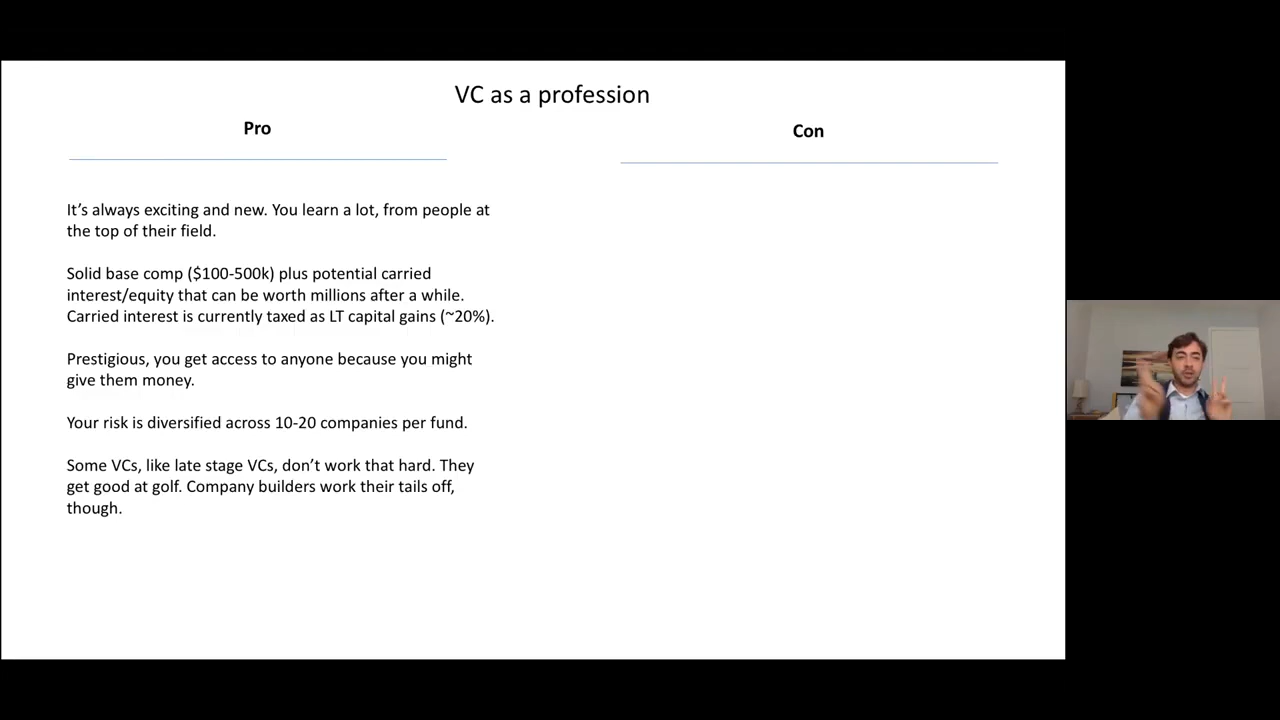 VC as a profession
Pro
Con
It’s always exciting and new. You learn a lot, from people at
the top of their field.
Solid base comp ($100-500k) plus potential carried
interest/equity that can be worth millions after a while.
Carried interest is currently taxed as LT capital gains (~20%).
Prestigious, you get access to anyone because you might
give them money.
Your risk is diversified across 10-20 companies per fund.
Some VCs, like late stage VCs, don’t work that hard. They
get good at golf. Company builders work their tails off,
though.